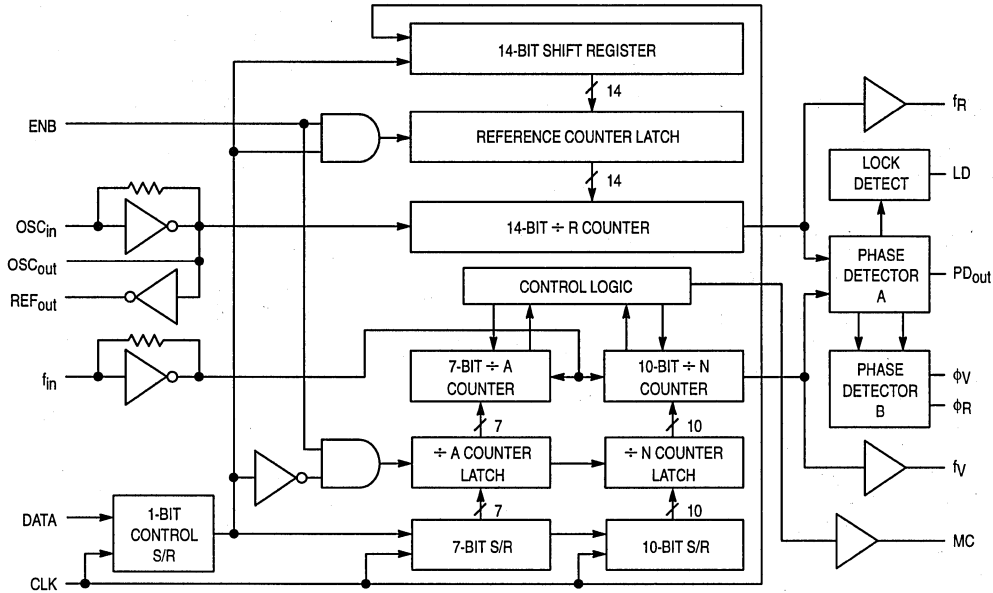 14-BIT SHIFT REGISTER
14
ENB
REFERENCE COUNTER LATCH
fR
LOCK
DETECT
LD
14
OSCin
14-BIT ÷ R COUNTER
OSCout
REFout
PHASE
DETECTOR
A
PDout
CONTROL LOGIC
fin
7-BIT ÷ A
COUNTER
10-BIT ÷ N
COUNTER
PHASE
DETECTOR
B
ϕV
ϕR
7
10
÷ A COUNTER
LATCH
÷ N COUNTER
LATCH
fV
7
10
DATA
1-BIT
CONTROL
S/R
7-BIT S/R
10-BIT S/R
MC
CLK